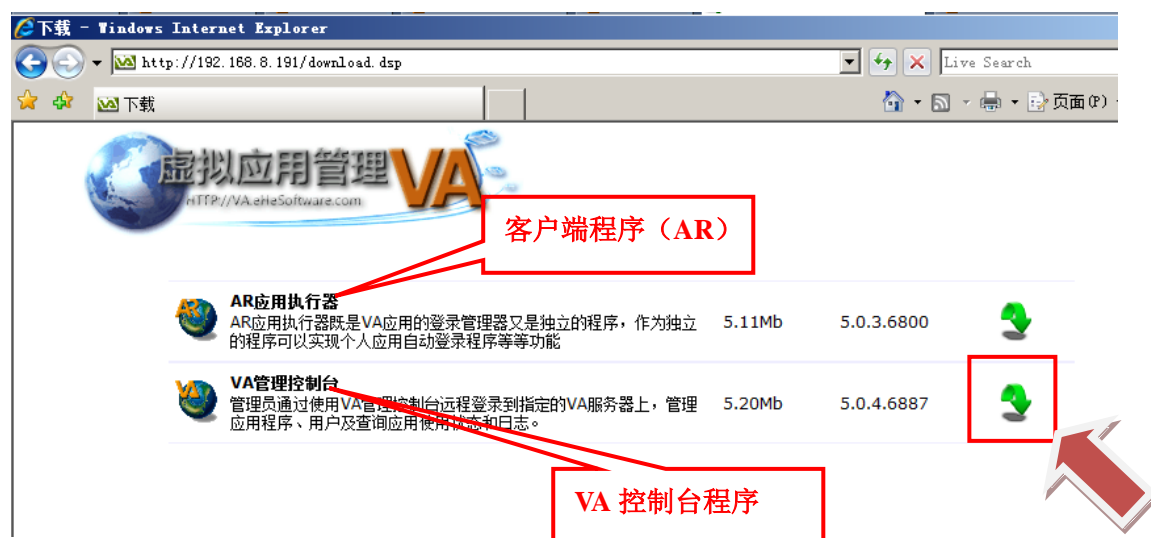 下载 - Windows Internet Explorer
http://192.168.8.191/download.dsp
Live Search
下载
页面(P)
虚拟应用管理VA
HTTP://VA.eHeSoftware.com
客户端程序（AR）
AR应用执行器
AR应用执行器既是VA应用的登录管理器又是独立的程序，作为独立
的程序可以实现个人应用自动登录程序等等功能
5.11Mb
5.0.3.6800
VA管理控制台
管理员通过使用VA管理控制台远程登录到指定的VA服务器上，管理
应用程序、用户及查询应用使用状态和日志。
5.20Mb
5.0.4.6887
VA 控制台程序